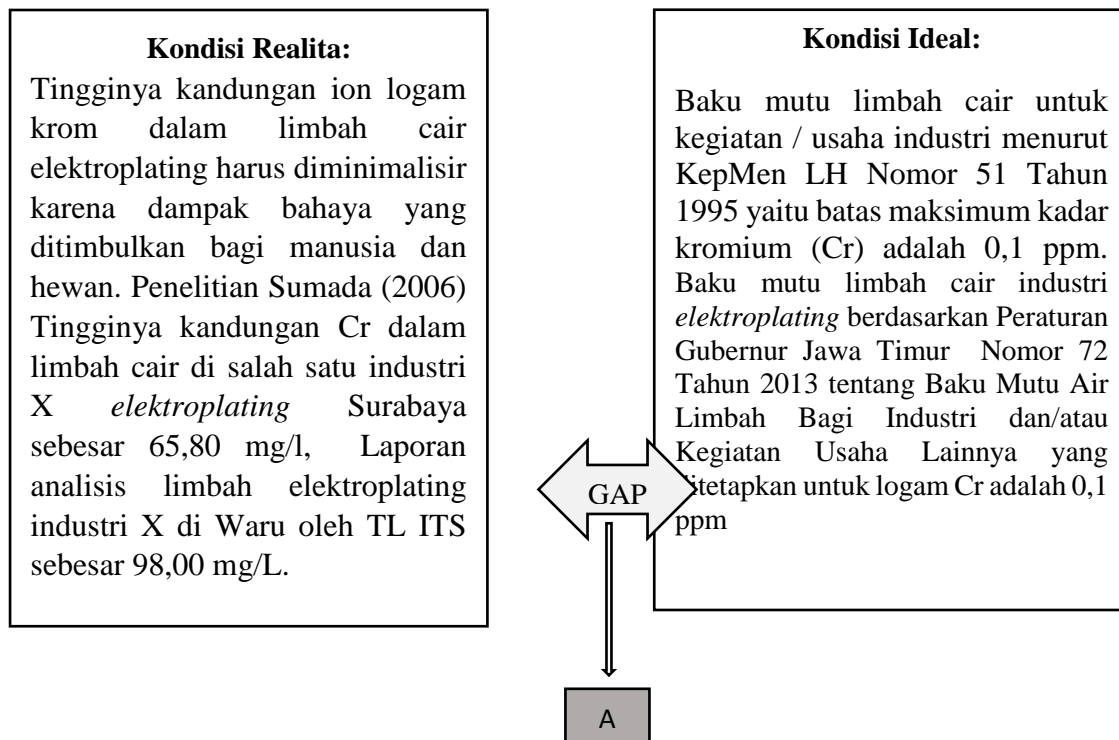 Kondisi Realita:
Tingginya kandungan ion logam
krom dalam limbah cair
elektroplating harus diminimalisir
karena dampak bahaya yang
ditimbulkan bagi manusia dan
hewan. Penelitian Sumada (2006)
Tingginya kandungan Cr dalam
limbah cair di salah satu industri
X elektroplating Surabaya
sebesar 65,80 mg/l, Laporan
analisis limbah elektroplating
industri X di Waru oleh TL ITS
sebesar 98,00 mg/L.
Kondisi Ideal:
Baku mutu limbah cair untuk
kegiatan / usaha industri menurut
KepMen LH Nomor 51 Tahun
1995 yaitu batas maksimum kadar
kromium (Cr) adalah 0,1 ppm.
Baku mutu limbah cair industri
elektroplating berdasarkan Peraturan
Gubernur Jawa Timur Nomor 72
Tahun 2013 tentang Baku Mutu Air
Limbah Bagi Industri dan/atau
Kegiatan Usaha Lainnya yang
ditetapkan untuk logam Cr adalah 0,1
ppm
GAP
A